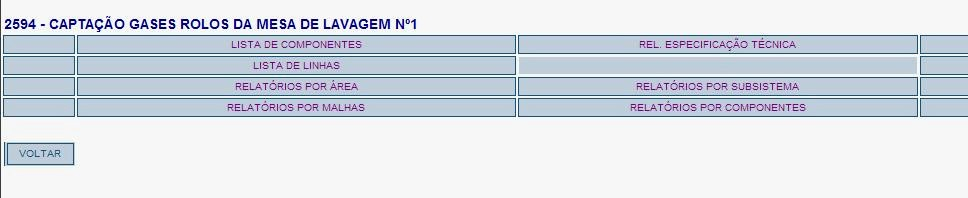 2594 - CAPTAÇÃO GASES ROLOS DA MESA DE LAVAGEM Nº1
LISTA DE COMPONENTES REL. ESPECIFICAÇÃO TÉCNICA
LISTA DE LINHAS
RELATÓRIOS POR ÁREA RELATÓRIOS POR SUBSISTEMA
RELATÓRIOS POR MALHAS RELATÓRIOS POR COMPONENTES
VOLTAR